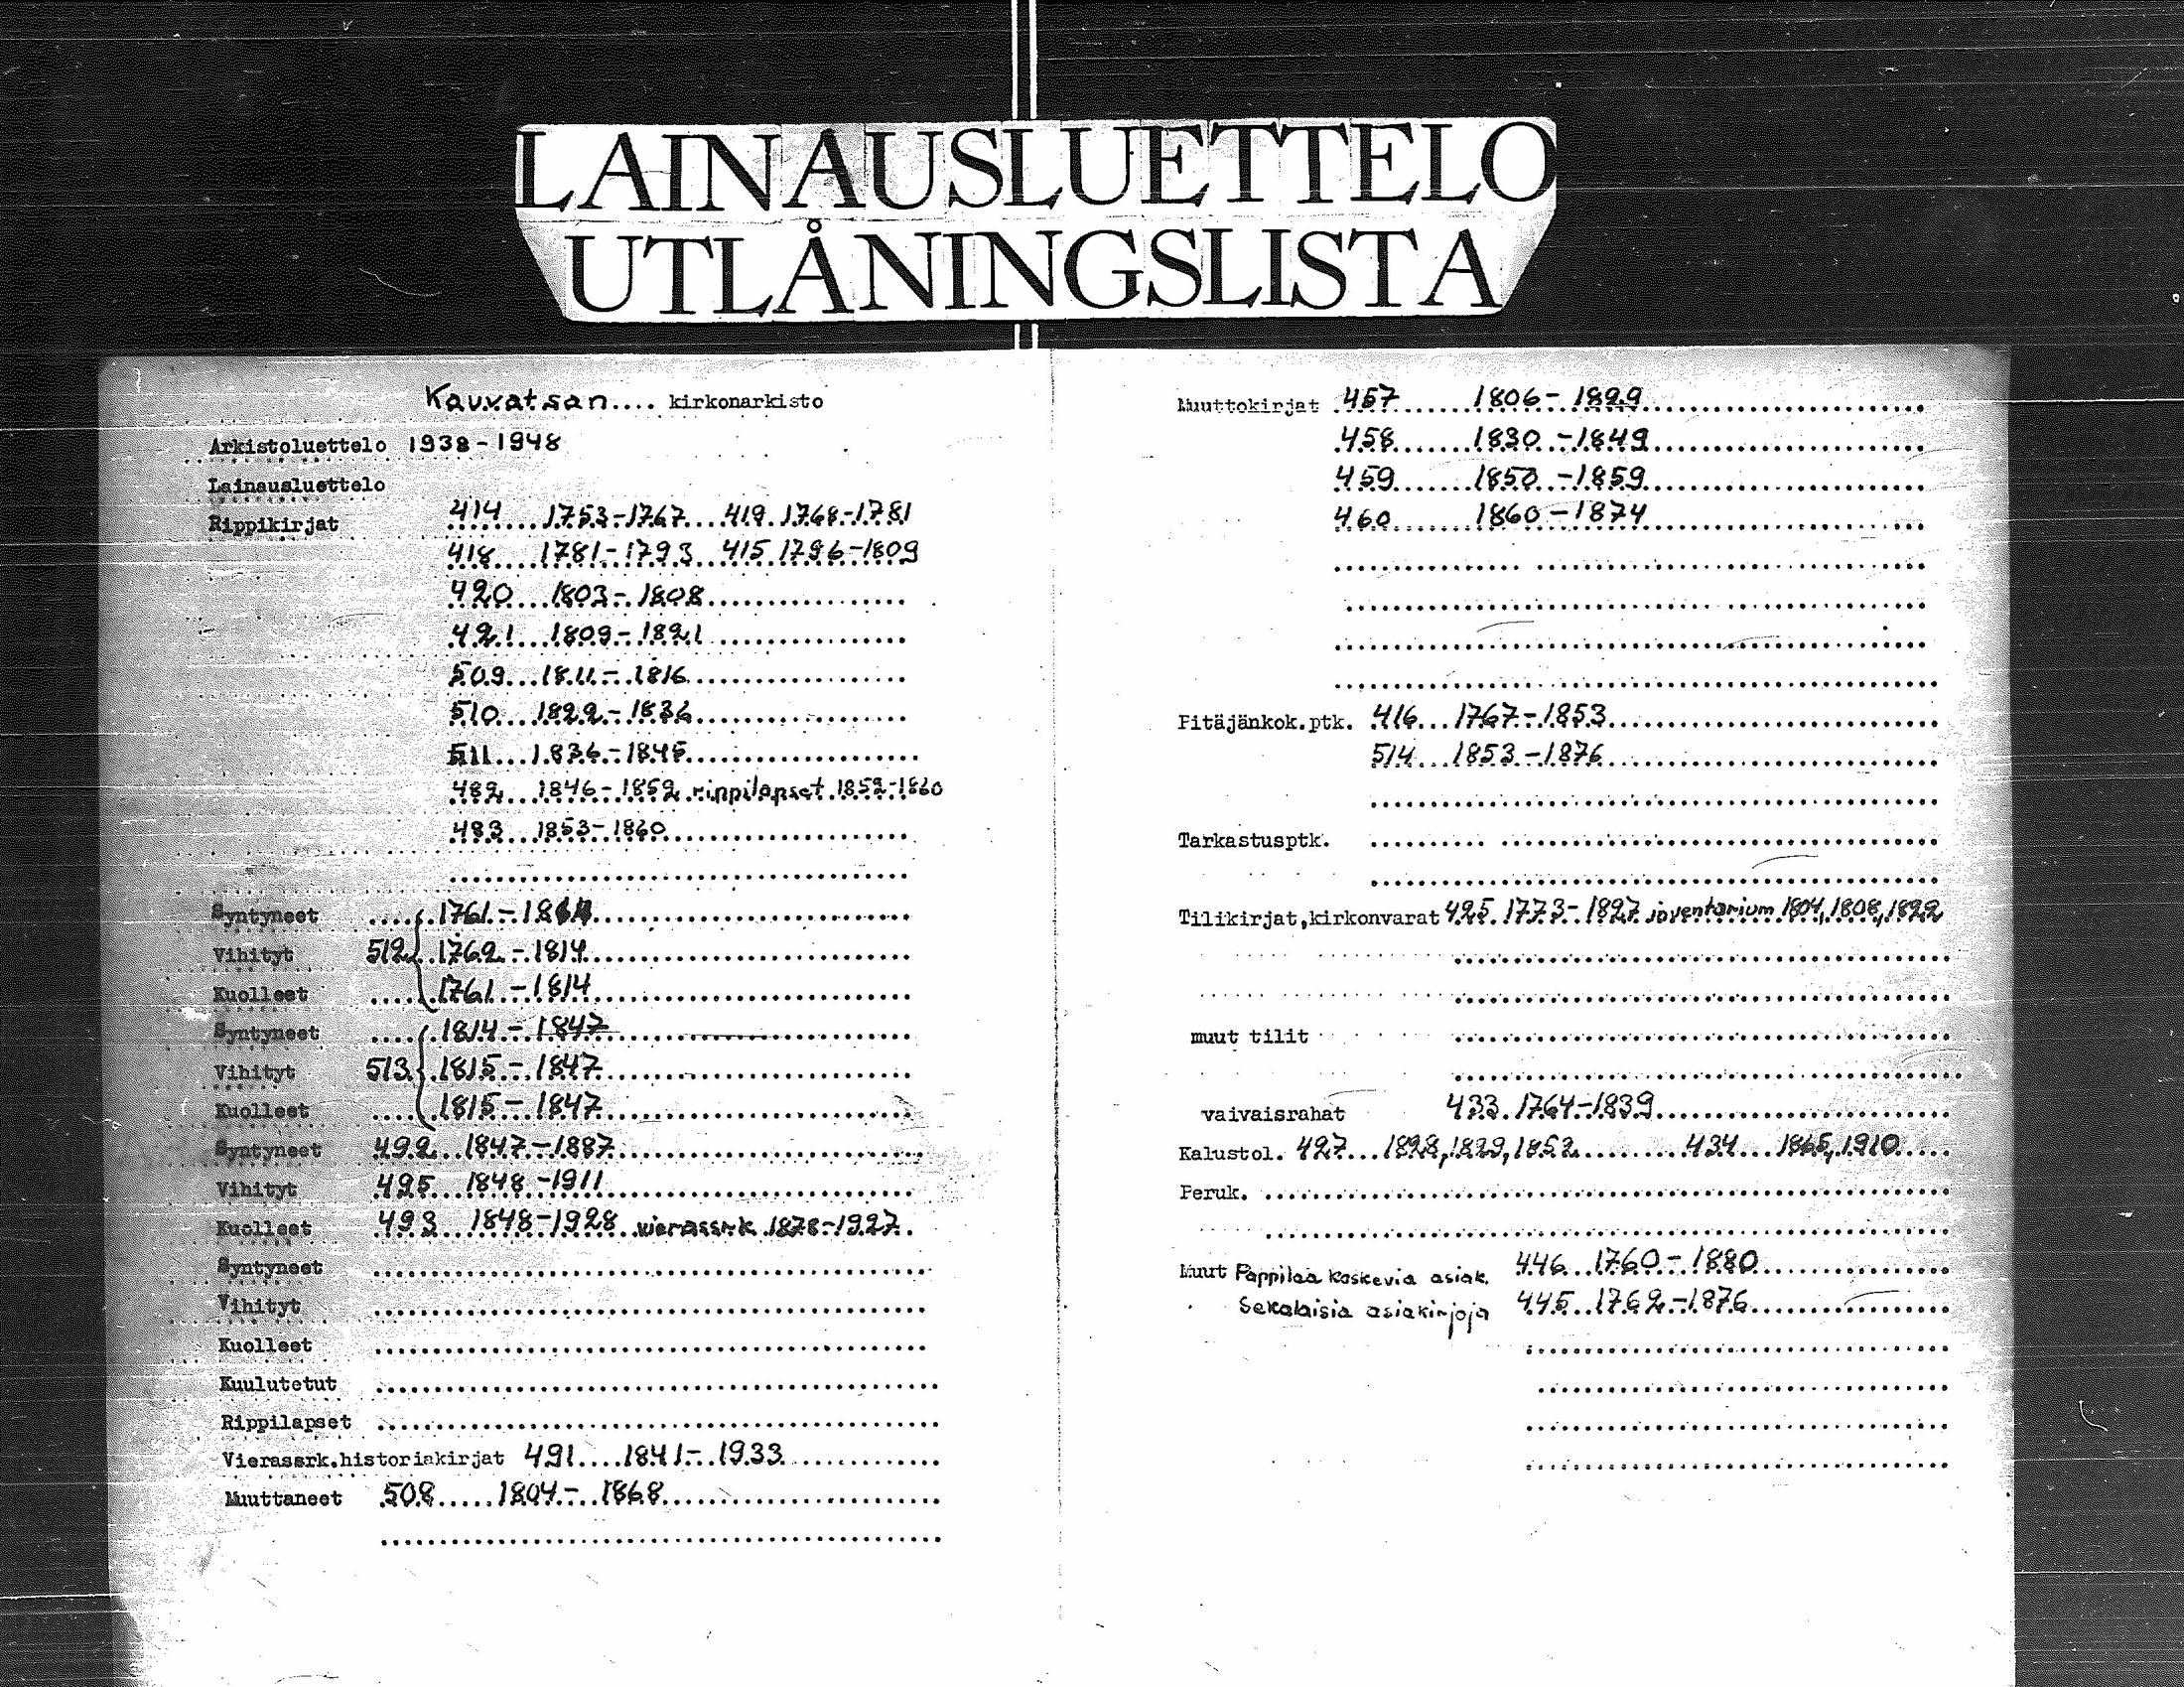 LAINAUSLUETTELO
UTLÅNINGSLISTA
Kauvatsan.... kirkonarkisto
Arkistoluettelo 1938-1948
Lainausluettelo
Rippikirjat 414 1753-1767 419 1768-1781
418 1781-1793 415 1796-1809
420 1803-1808
421 1809-1821
509 1811-1816
510 1822-1836
511 1836-1845
482 1846-1852 rippilapset 1852-1860
483 1853-1860
Syntyneet 1761-1814
Vihityt 512 1762-1814
Kuolleet 1761-1814
Syntyneet 1814-1847
Vihityt 513 1815-1847
Kuolleet 1815-1847
Syntyneet 492 1847-1887
Vihityt 495 1848-1911
Kuolleet 493 1848-1928 vierassrk 1878-1927
Syntyneet
Vihityt
Kuolleet
Kuulutetut
Rippilapset
Vierassrk.historiakirjat 491 1841-1933
Muuttaneet 508 1804-1868
Muuttokirjat 457 1806-1829
458 1830-1849
459 1850-1859
460 1860-1874
Pitäjänkok.ptk. 416 1767-1853
514 1853-1876
Tarkastusptk.
Tilikirjat,kirkonvarat 425 1773-1827 inventarium 1804, 1808, 1822
muut tilit
vaivaisrahat 433 1764-1839
Kalustol. 427 1828, 1829, 1852 434 1865, 1910
Peruk.
Muut Pappilaa koskevia asiak. 446 1760-1880
Sekalaisia asiakirjoja 445 1762-1876